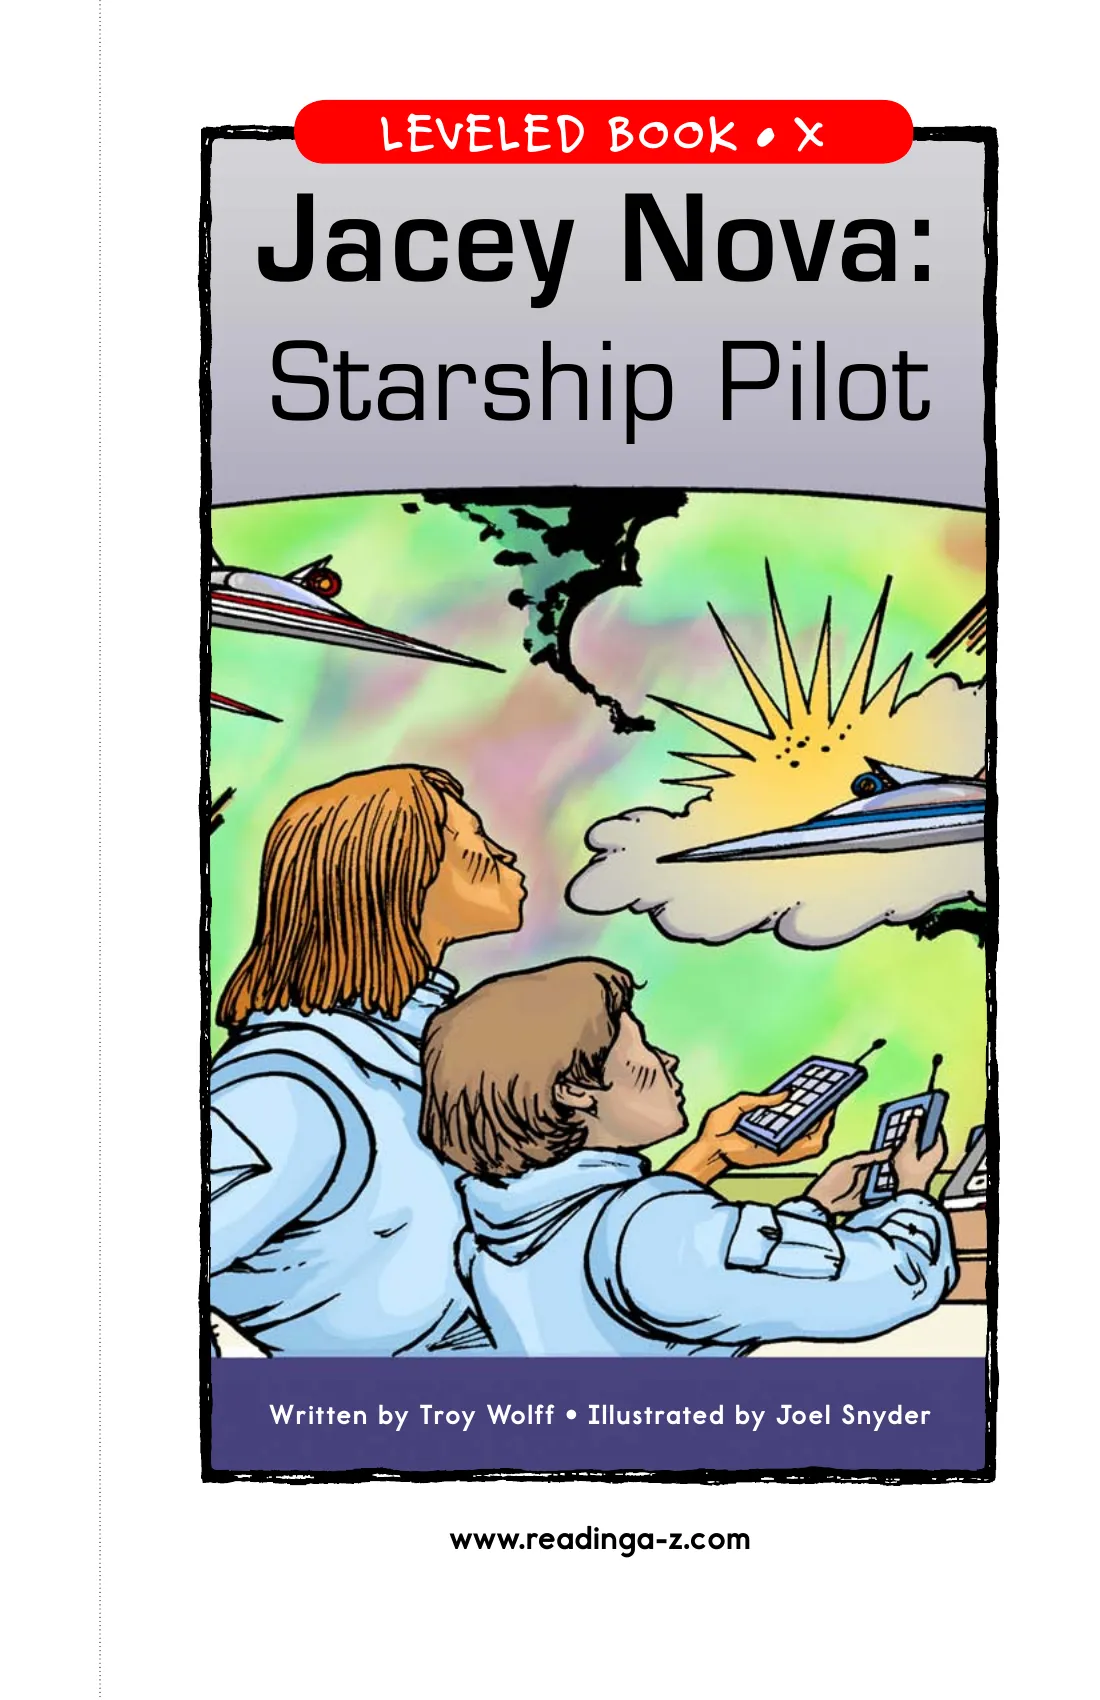 LEVELED BOOK • X
Jacey Nova:
Starship Pilot
Written by Troy Wolff • Illustrated by Joel Snyder
www.readinga-z.com